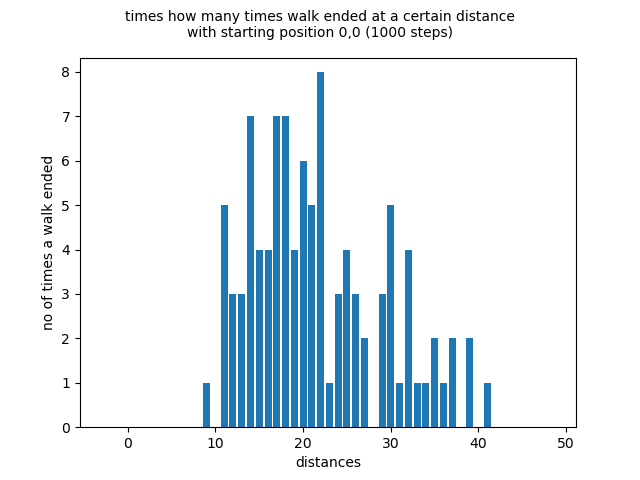 times how many times walk ended at a certain distance
with starting position 0,0 (1000 steps)
8
7
6
5
4
3
2
1
0
no of times a walk ended
0 10 20 30 40 50
distances